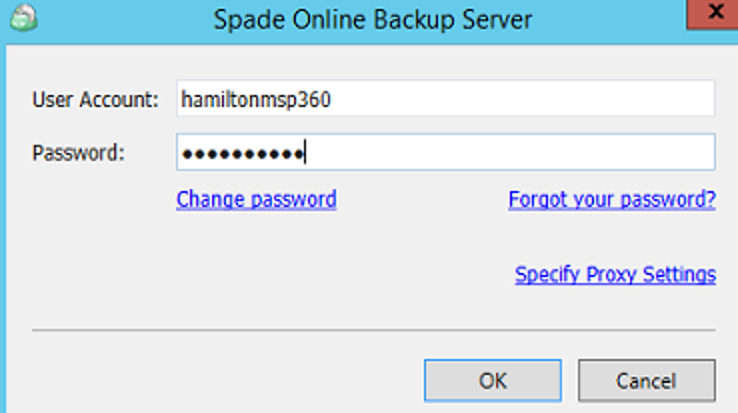 Spade Online Backup Server
User Account: hamiltonmsp360
Password: ••••••••••
Change password Forgot your password?
Specify Proxy Settings
OK Cancel